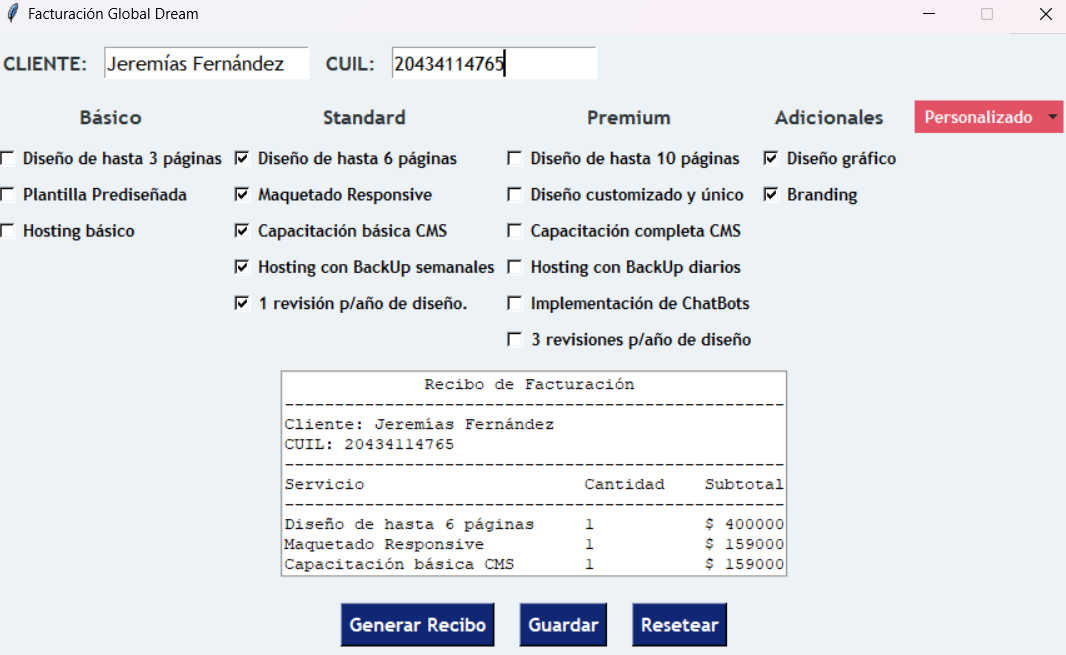 Facturación Global Dream
CLIENTE: Jeremías Fernández CUIL: 20434114765
Básico Standard Premium Adicionales Personalizado
Diseño de hasta 3 páginas Diseño de hasta 6 páginas Diseño de hasta 10 páginas Diseño gráfico
Plantilla Prediseñada Maquetado Responsive Diseño customizado y único Branding
Hosting básico Capacitación básica CMS Capacitación completa CMS
Hosting con BackUp semanales Hosting con BackUp diarios
1 revisión p/año de diseño. Implementación de ChatBots
3 revisiones p/año de diseño
Recibo de Facturación
--------------------------------------------------
Cliente: Jeremías Fernández
CUIL: 20434114765
--------------------------------------------------
Servicio Cantidad Subtotal
--------------------------------------------------
Diseño de hasta 6 páginas 1 $ 400000
Maquetado Responsive 1 $ 159000
Capacitación básica CMS 1 $ 159000
Generar Recibo Guardar Resetear